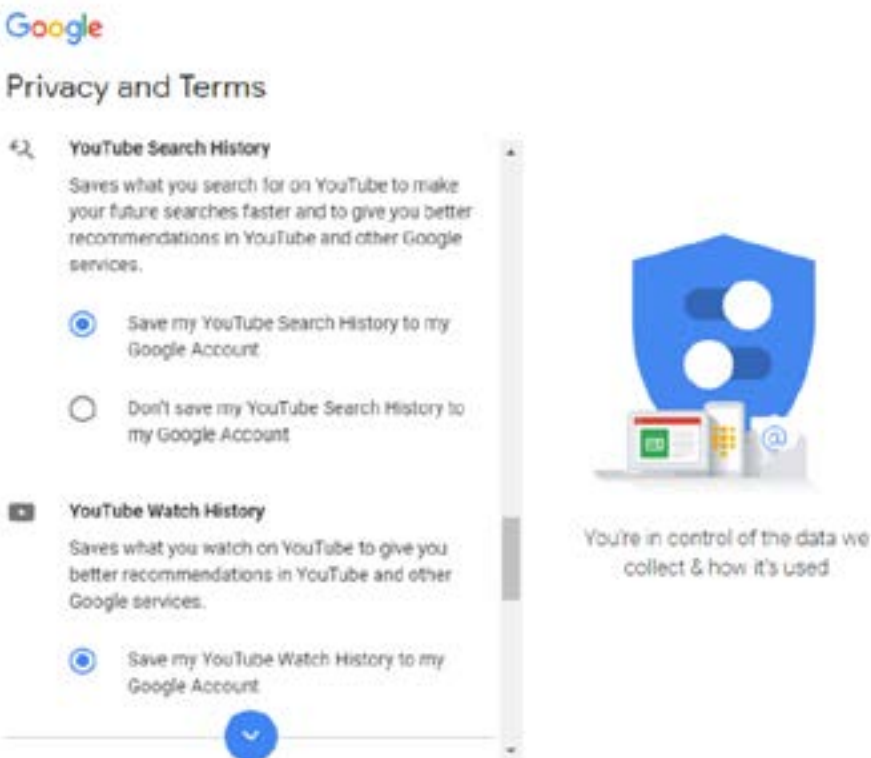 Google
Privacy and Terms
YouTube Search History
Saves what you search for on YouTube to make
your future searches faster and to give you better
recommendations in YouTube and other Google
services.
Save my YouTube Search History to my
Google Account
Don't save my YouTube Search History to
my Google Account
YouTube Watch History
Saves what you watch on YouTube to give you
better recommendations in YouTube and other
Google services.
Save my YouTube Watch History to my
Google Account
@
You're in control of the data we
collect & how it's used